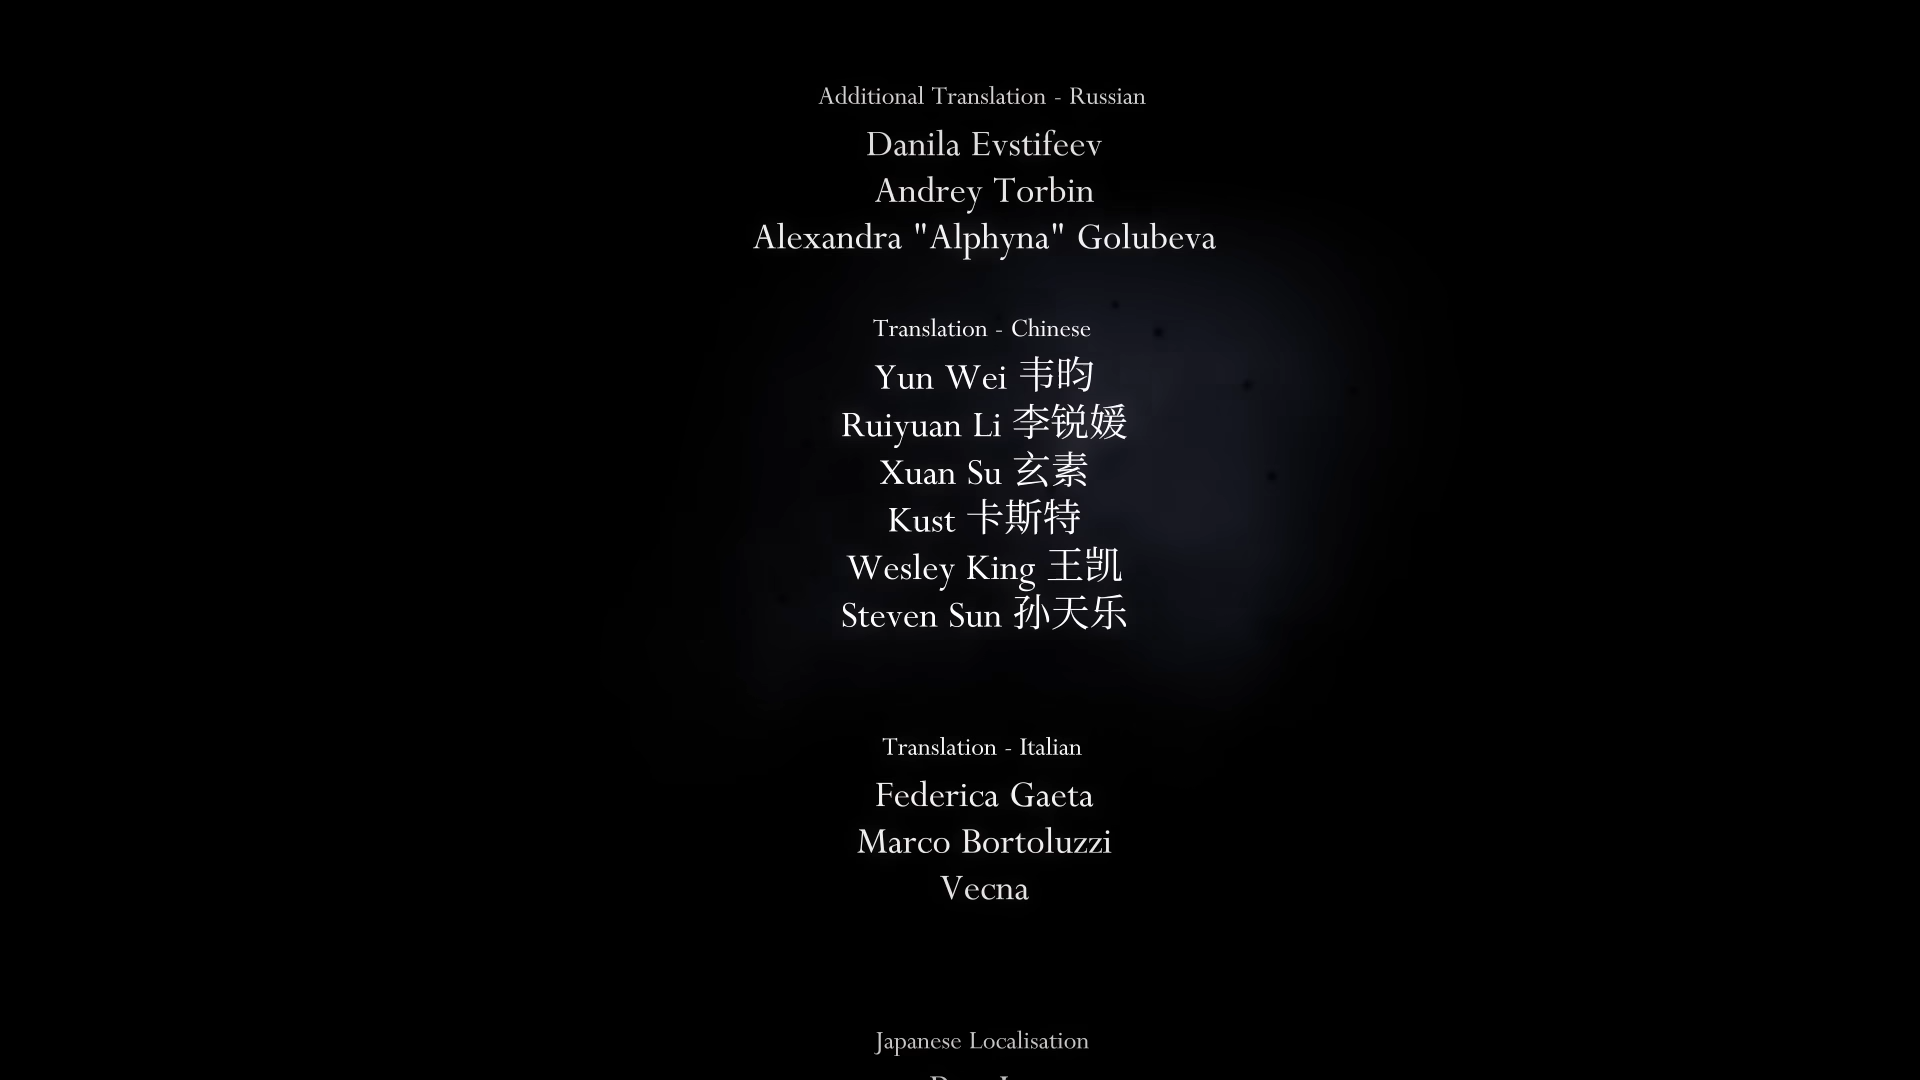 Additional Translation - Russian
Danila Evstifeev
Andrey Torbin
Alexandra "Alphyna" Golubeva
Translation - Chinese
Yun Wei 韦昀
Ruiyuan Li 李锐媛
Xuan Su 玄素
Kust 卡斯特
Wesley King 王凯
Steven Sun 孙天乐
Translation - Italian
Federica Gaeta
Marco Bortoluzzi
Vecna
Japanese Localisation